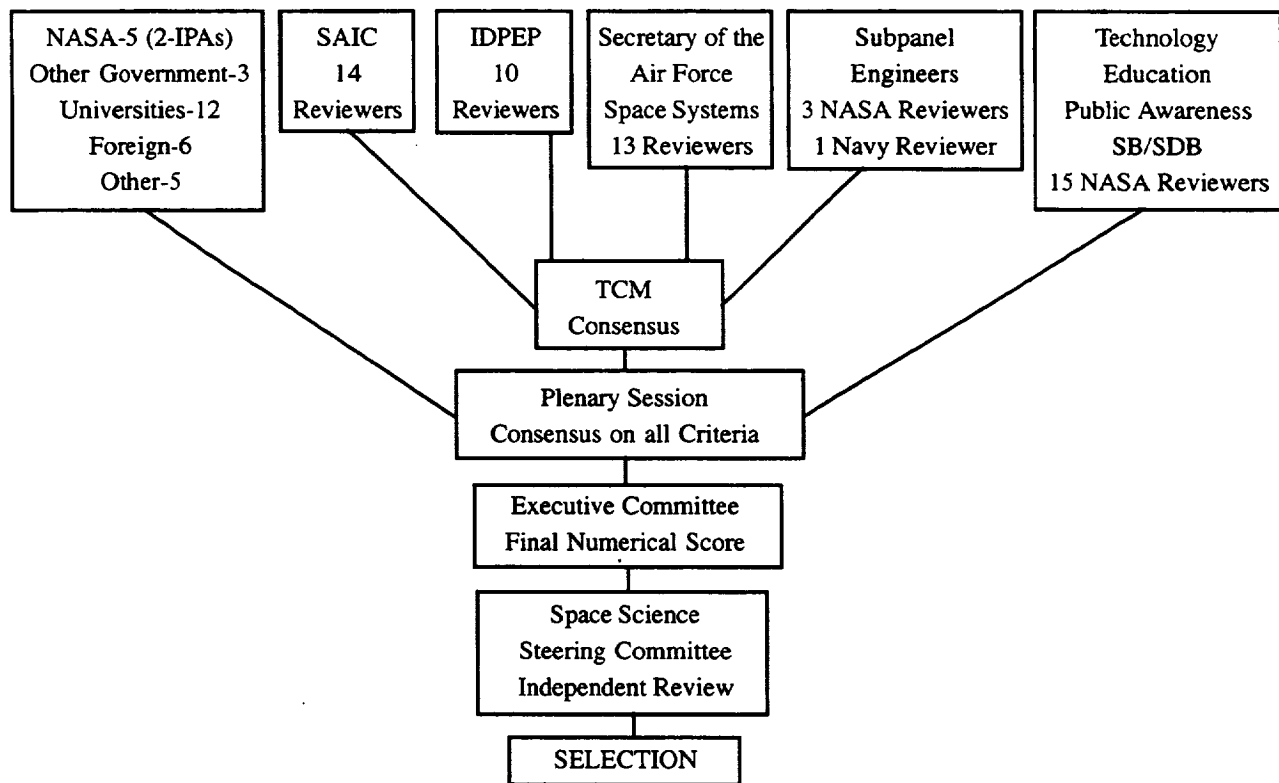 NASA-5 (2-IPAs)
Other Government-3
Universities-12
Foreign-6
Other-5
SAIC
14
Reviewers
IDPEP
10
Reviewers
Secretary of the
Air Force
Space Systems
13 Reviewers
Subpanel
Engineers
3 NASA Reviewers
1 Navy Reviewer
Technology
Education
Public Awareness
SB/SDB
15 NASA Reviewers
TCM
Consensus
Plenary Session
Consensus on all Criteria
Executive Committee
Final Numerical Score
Space Science
Steering Committee
Independent Review
SELECTION